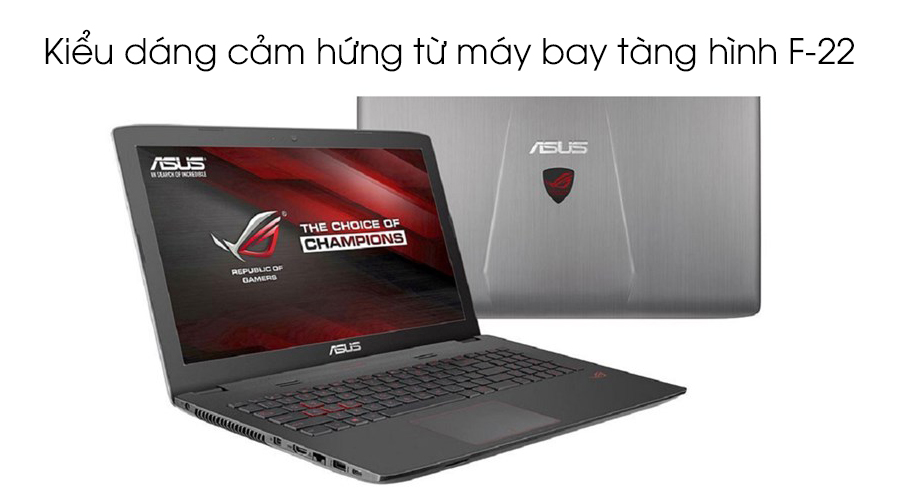 Kiểu dáng cảm hứng từ máy bay tàng hình F-22
ASUS
IN SEARCH OF INCREDIBLE
REPUBLIC OF
GAMERS
THE CHOICE OF
CHAMPIONS
ASUS
ASUS